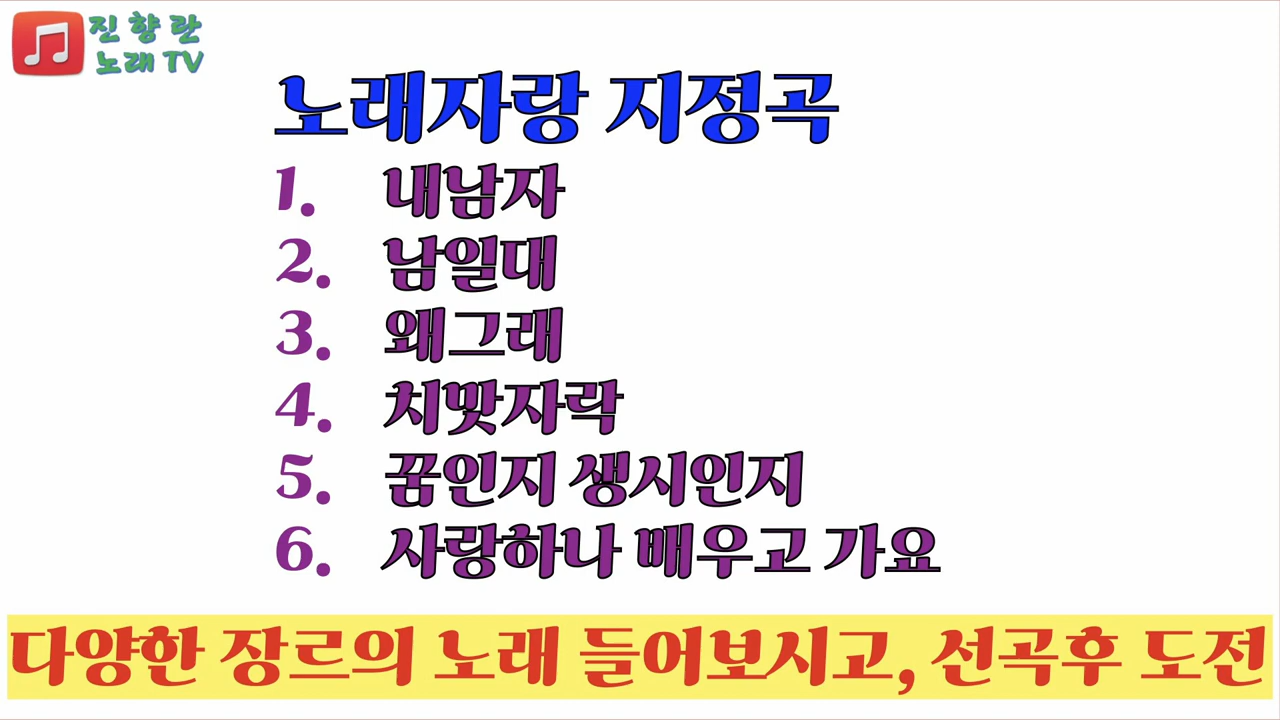 진향란
노래 TV
노래자랑 지정곡
1. 내남자
2. 남일대
3. 왜그래
4. 치맛자락
5. 꿈인지 생시인지
6. 사랑하나 배우고 가요
다양한 장르의 노래 들어보시고, 선곡후 도전